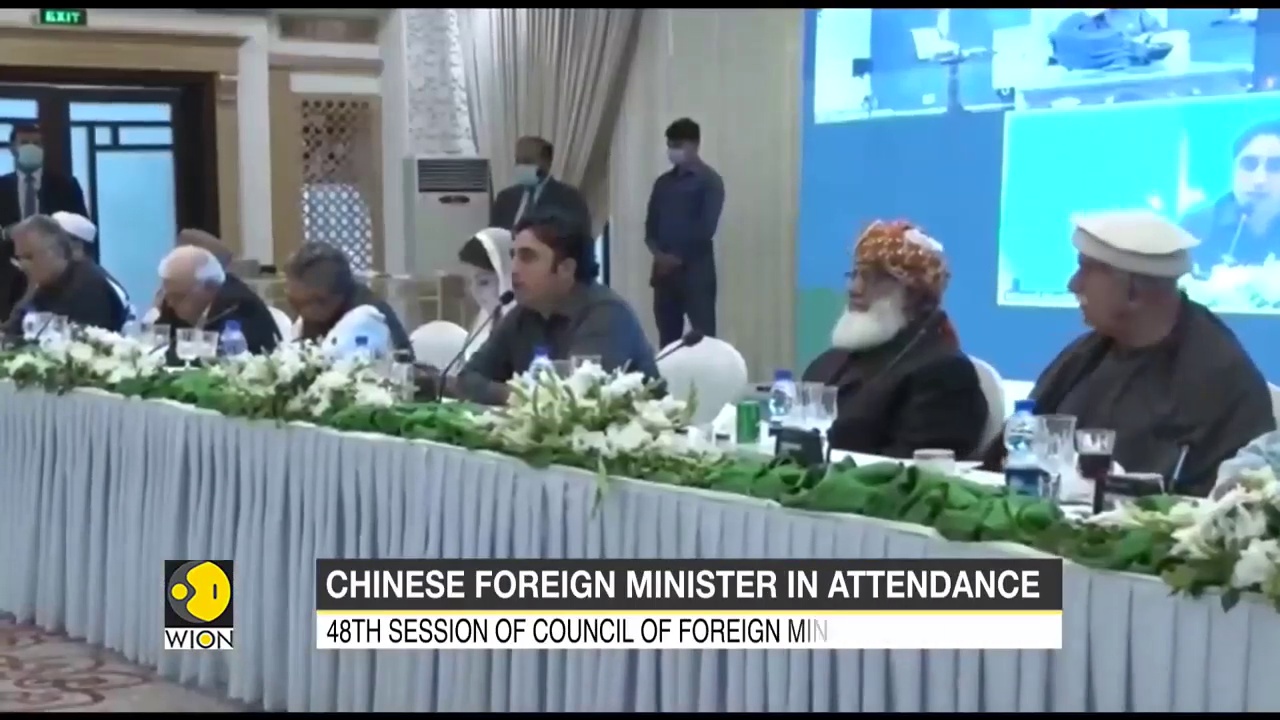 EXIT
CHINESE FOREIGN MINISTER IN ATTENDANCE
48TH SESSION OF COUNCIL OF FOREIGN MIN
WION